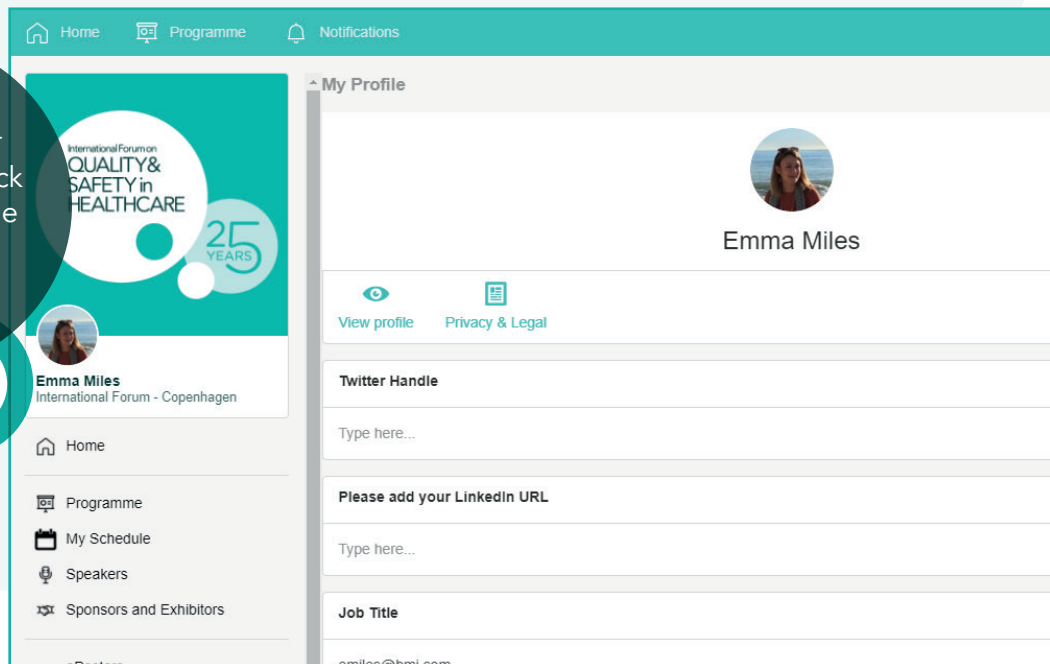 Home
Programme
Notifications
ck
e
International Forum on
QUALITY&
SAFETY in
HEALTHCARE
25
YEARS
Emma Miles
International Forum - Copenhagen
Home
Programme
My Schedule
Speakers
Sponsors and Exhibitors
My Profile
Emma Miles
View profile
Privacy & Legal
Twitter Handle
Type here...
Please add your LinkedIn URL
Type here...
Job Title